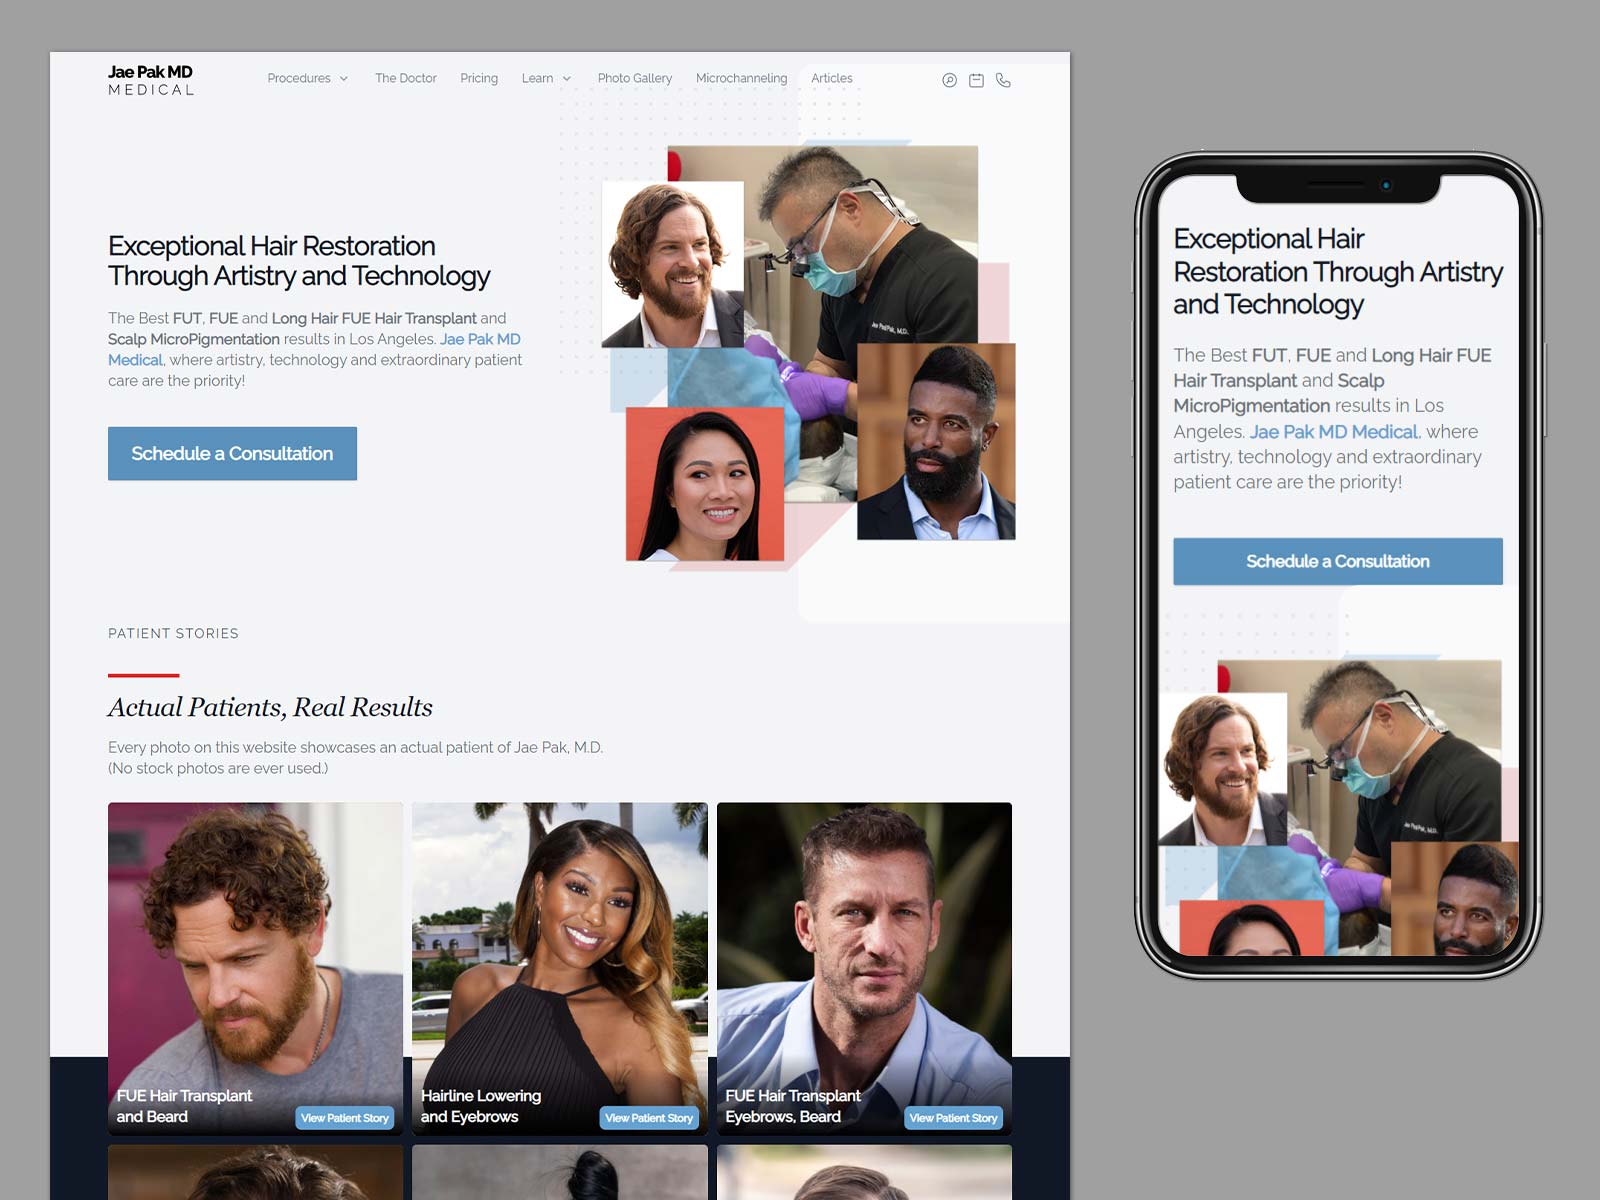 Jae Pak MD
MEDICAL
Procedures
The Doctor
Pricing
Learn
Photo Gallery
Microchanneling
Articles
Exceptional Hair Restoration
Through Artistry and Technology
The Best FUT, FUE and Long Hair FUE Hair Transplant and
Scalp MicroPigmentation results in Los Angeles. Jae Pak MD
Medical, where artistry, technology and extraordinary patient
care are the priority!
Schedule a Consultation
Jae Paul Pak, M.D.
PATIENT STORIES
Actual Patients, Real Results
Every photo on this website showcases an actual patient of Jae Pak, M.D.
(No stock photos are ever used.)
FUE Hair Transplant
and Beard
View Patient Story
Hairline Lowering
and Eyebrows
View Patient Story
FUE Hair Transplant
Eyebrows, Beard
View Patient Story
Exceptional Hair
Restoration Through Artistry
and Technology
The Best FUT, FUE and Long Hair FUE
Hair Transplant and Scalp
MicroPigmentation results in Los
Angeles. Jae Pak MD Medical, where
artistry, technology and extraordinary
patient care are the priority!
Schedule a Consultation
Jae Paul Pak, M.D.